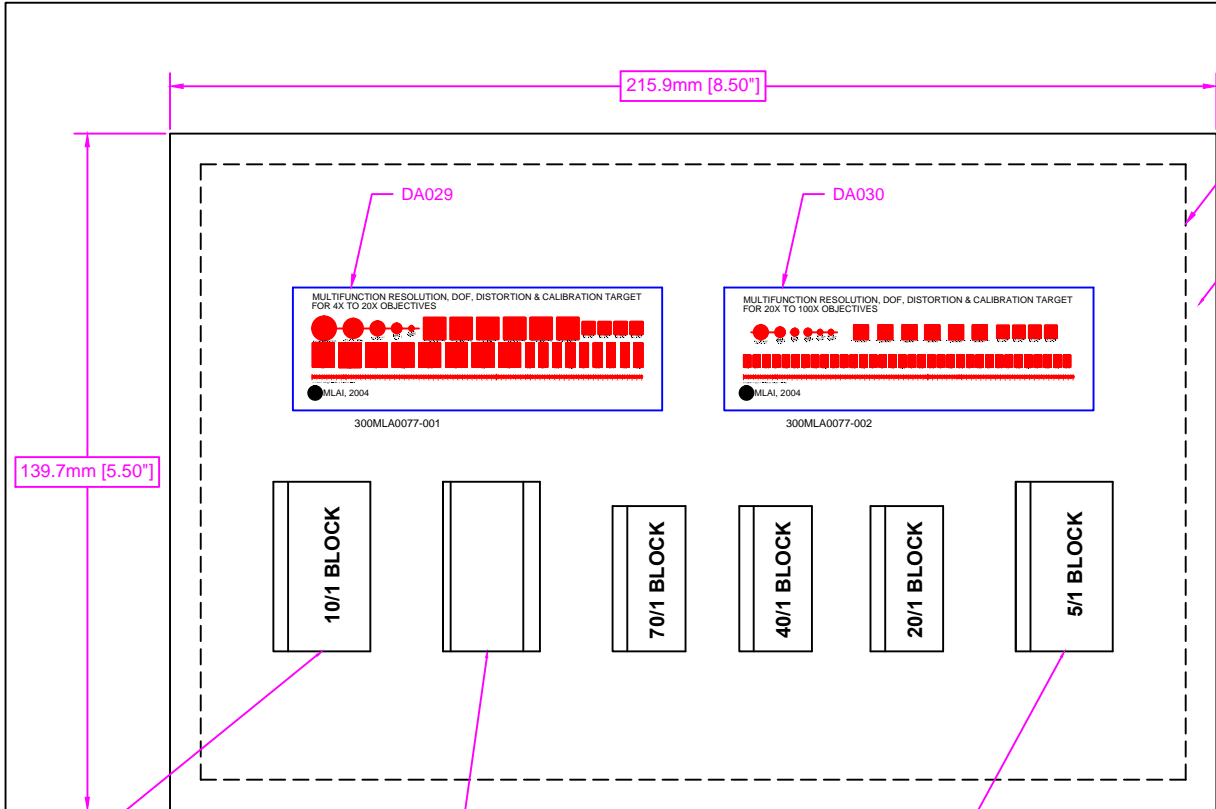 215.9mm [8.50"]
DA029
DA030
MULTIFUNCTION RESOLUTION, DOF, DISTORTION & CALIBRATION TARGET
FOR 4X TO 20X OBJECTIVES
MLAI, 2004
300MLA0077-001
MULTIFUNCTION RESOLUTION, DOF, DISTORTION & CALIBRATION TARGET
FOR 20X TO 100X OBJECTIVES
MLAI, 2004
300MLA0077-002
139.7mm [5.50"]
10/1 BLOCK
70/1 BLOCK
40/1 BLOCK
20/1 BLOCK
5/1 BLOCK